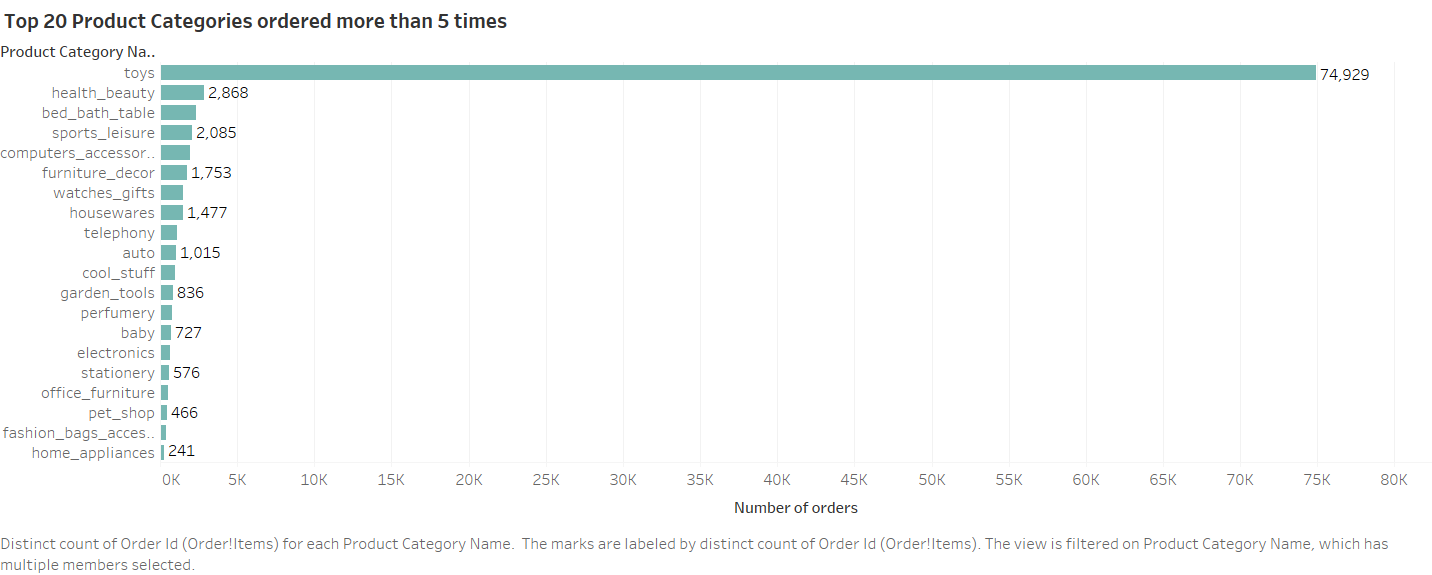 Top 20 Product Categories ordered more than 5 times
Product Category Na..
toys 74,929
health_beauty 2,868
bed_bath_table
sports_leisure 2,085
computers_accessor..
furniture_decor 1,753
watches_gifts
housewares 1,477
telephony
auto 1,015
cool_stuff
garden_tools 836
perfumery
baby 727
electronics
stationery 576
office_furniture
pet_shop 466
fashion_bags_acces..
home_appliances 241
0K 5K 10K 15K 20K 25K 30K 35K 40K 45K 50K 55K 60K 65K 70K 75K 80K
Number of orders
Distinct count of Order Id (Order!Items) for each Product Category Name.  The marks are labeled by distinct count of Order Id (Order!Items). The view is filtered on Product Category Name, which has
multiple members selected.